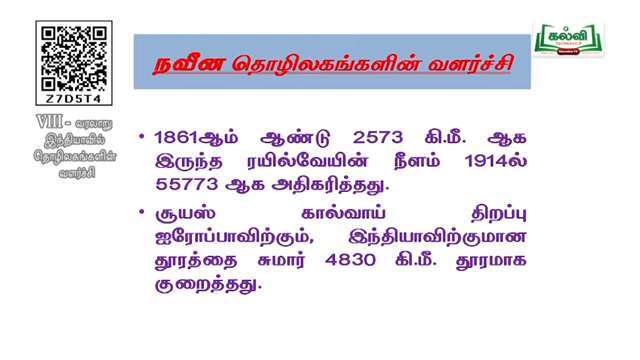 நவீன தொழிலகங்களின் வளர்ச்சி
கல்வி
Z7D5T4
VIII - வரலாறு
இந்தியாவில்
தொழிலகங்களின்
வளர்ச்சி
• 1861ஆம் ஆண்டு 2573 கி.மீ. ஆக
இருந்த ரயில்வேயின் நீளம் 1914ல்
55773 ஆக அதிகரித்தது.
• சூயஸ் கால்வாய் திறப்பு
ஐரோப்பாவிற்கும், இந்தியாவிற்குமான
தூரத்தை சுமார் 4830 கி.மீ. தூரமாக
குறைத்தது.